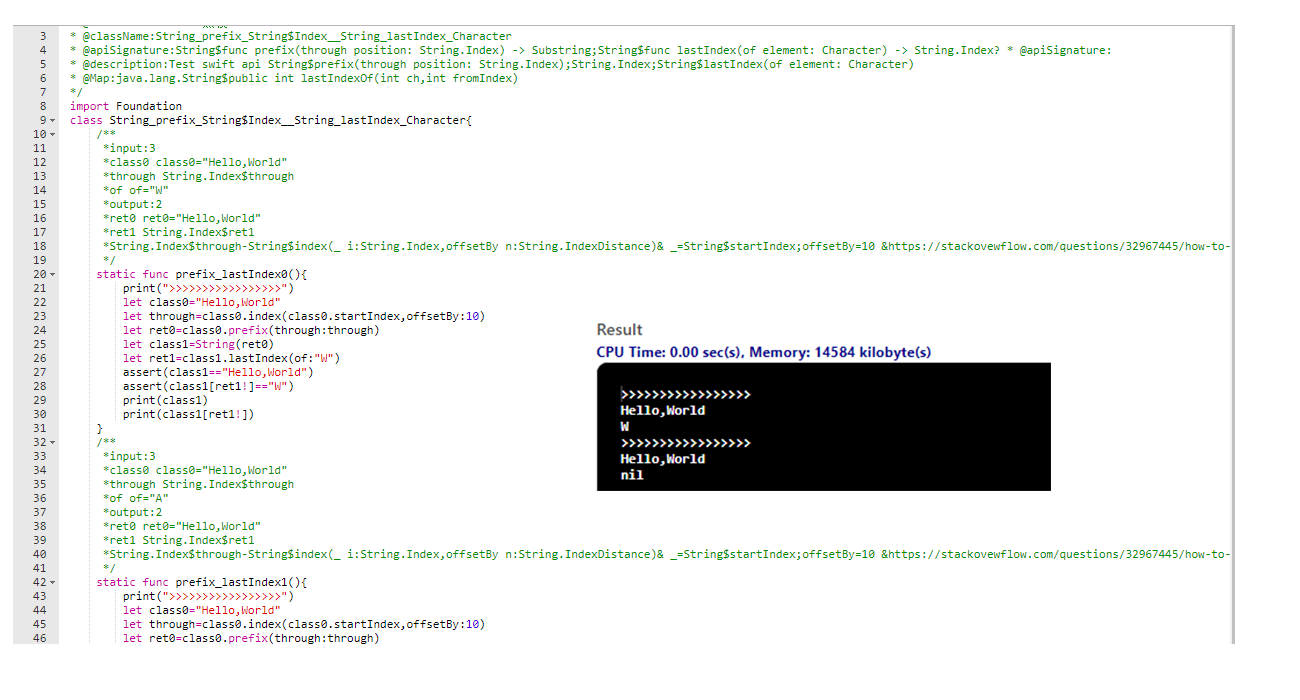 3 * @className:String_prefix_String$Index__String_lastIndex_Character
4 * @apiSignature:String$func prefix(through position: String.Index) -> Substring;String$func lastIndex(of element: Character) -> String.Index? * @apiSignature:
5 * @description:Test swift api String$prefix(through position: String.Index);String.Index;String$lastIndex(of element: Character)
6 * @Map:java.lang.String$public int lastIndexOf(int ch,int fromIndex)
7 */
8 import Foundation
9 class String_prefix_String$Index__String_lastIndex_Character{
10 /**
11 *input:3
12 *class0 class0="Hello,World"
13 *through String.Index$through
14 *of of="W"
15 *output:2
16 *ret0 ret0="Hello,World"
17 *ret1 String.Index$ret1
18 *String.Index$through-String$index(_ i:String.Index,offsetBy n:String.IndexDistance)& _=String$startIndex;offsetBy=10 &https://stackovewflow.com/questions/32967445/how-to-
19 */
20 static func prefix_lastIndex0(){
21 print(">>>>>>>>>>>>>>>>>")
22 let class0="Hello,World"
23 let through=class0.index(class0.startIndex,offsetBy:10)
24 let ret0=class0.prefix(through:through)
25 let class1=String(ret0)
26 let ret1=class1.lastIndex(of:"W")
27 assert(class1=="Hello,World")
28 assert(class1[ret1!]=="W")
29 print(class1)
30 print(class1[ret1!])
31 }
32 /**
33 *input:3
34 *class0 class0="Hello,World"
35 *through String.Index$through
36 *of of="A"
37 *output:2
38 *ret0 ret0="Hello,World"
39 *ret1 String.Index$ret1
40 *String.Index$through-String$index(_ i:String.Index,offsetBy n:String.IndexDistance)& _=String$startIndex;offsetBy=10 &https://stackovewflow.com/questions/32967445/how-to-
41 */
42 static func prefix_lastIndex1(){
43 print(">>>>>>>>>>>>>>>>>")
44 let class0="Hello,World"
45 let through=class0.index(class0.startIndex,offsetBy:10)
46 let ret0=class0.prefix(through:through)
Result
CPU Time: 0.00 sec(s), Memory: 14584 kilobyte(s)
>>>>>>>>>>>>>>>>>
Hello,World
W
>>>>>>>>>>>>>>>>>
Hello,World
nil